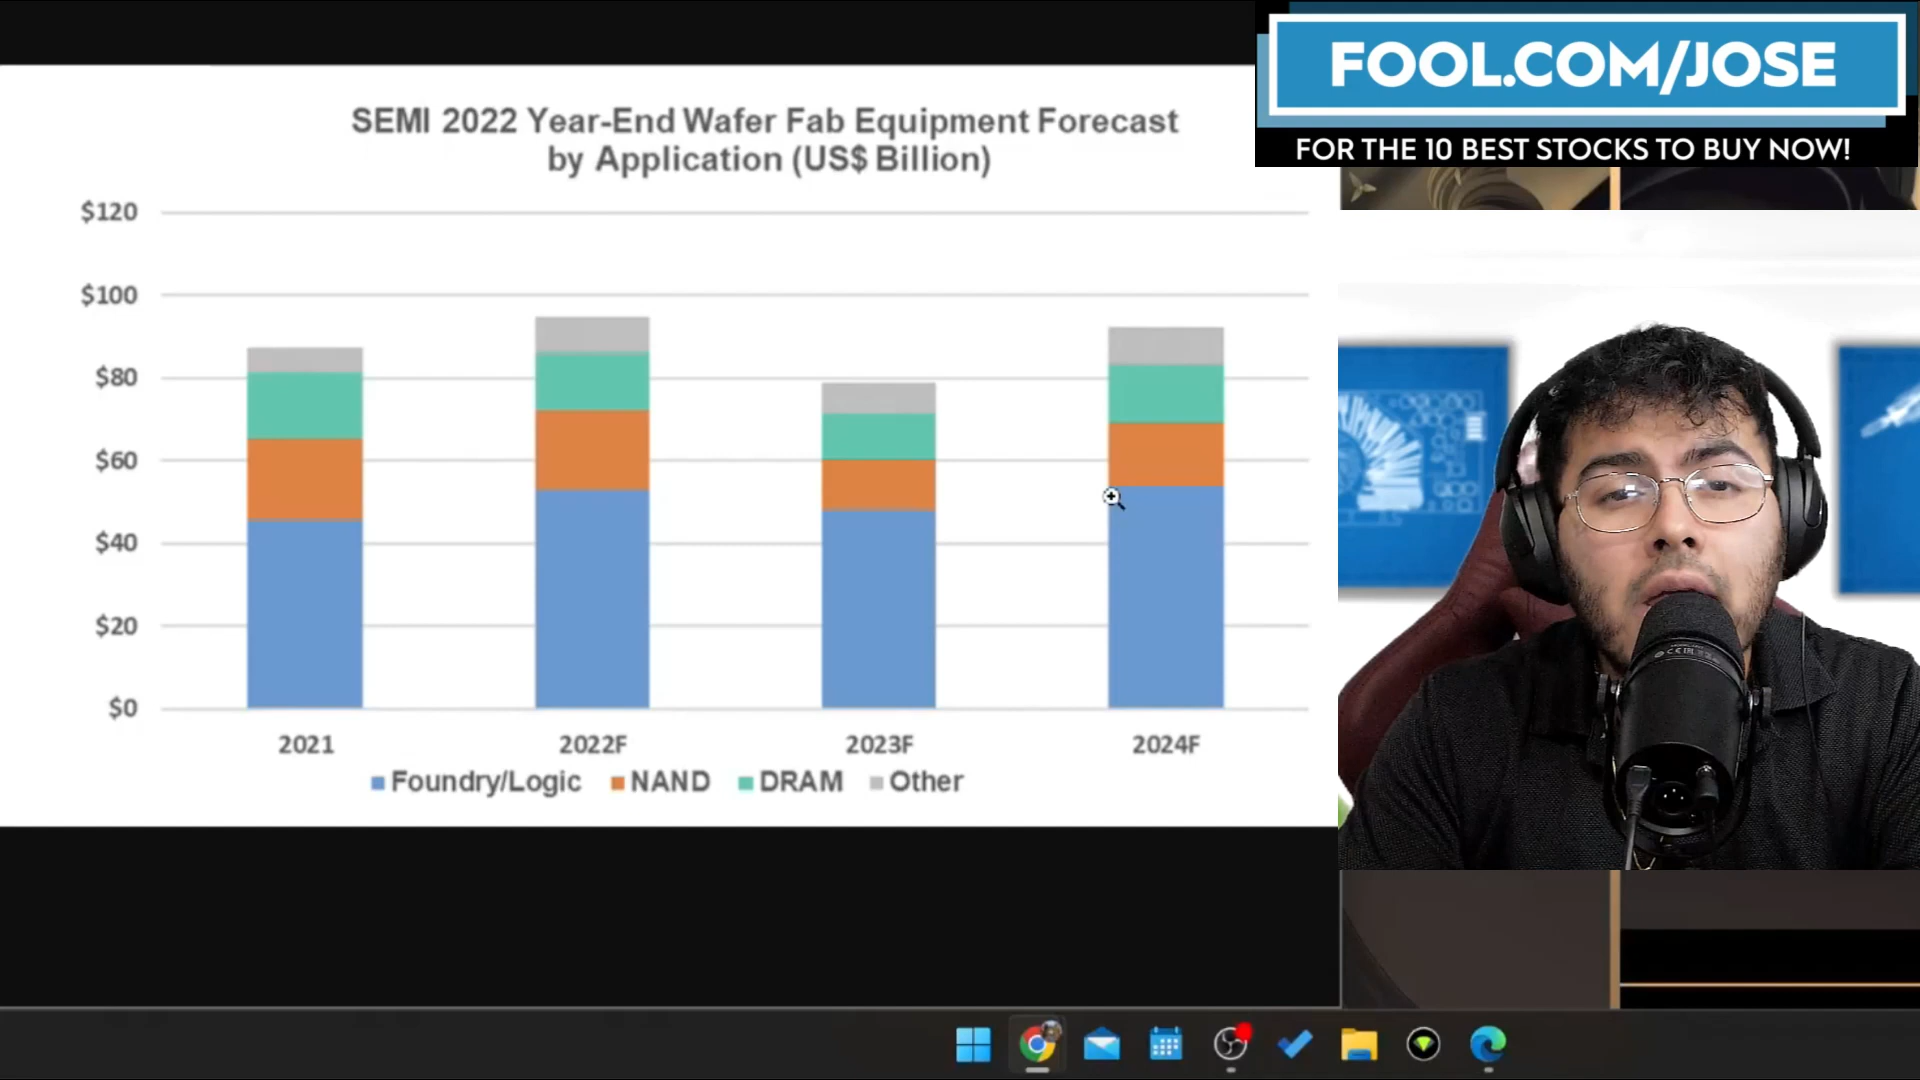 FOOL.COM/JOSE
FOR THE 10 BEST STOCKS TO BUY NOW!
SEMI 2022 Year-End Wafer Fab Equipment Forecast
by Application (US$ Billion)
$120
$100
$80
$60
$40
$20
$0
2021 2022F 2023F 2024F
Foundry/Logic NAND DRAM Other